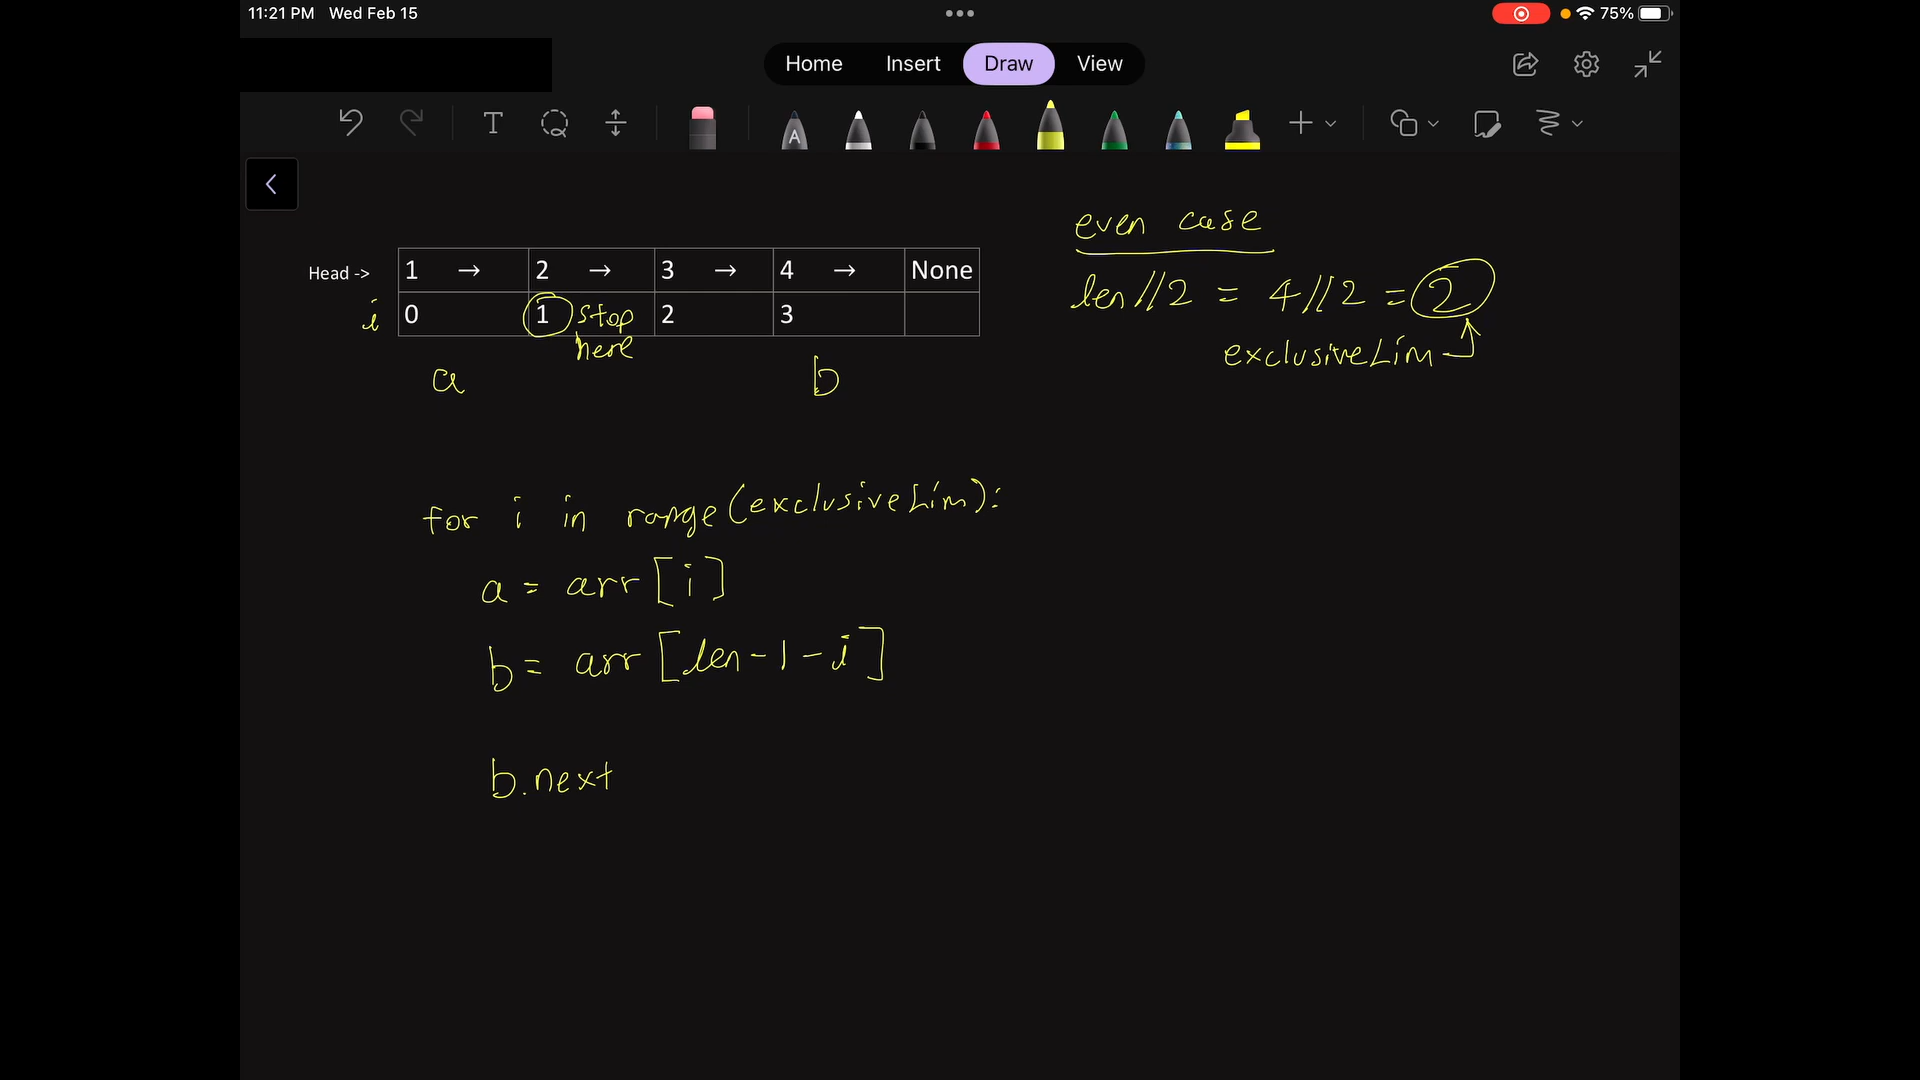 11:21 PM Wed Feb 15
75%
Home Insert Draw View
T
A
even case
Head -> 1 → 2 → 3 → 4 → None
i 0 1 stop 2 3
here
len//2 = 4//2 = 2
exclusiveLim
a b
for i in range(exclusiveLim):
a = arr[i]
b = arr[len-1-i]
b.next